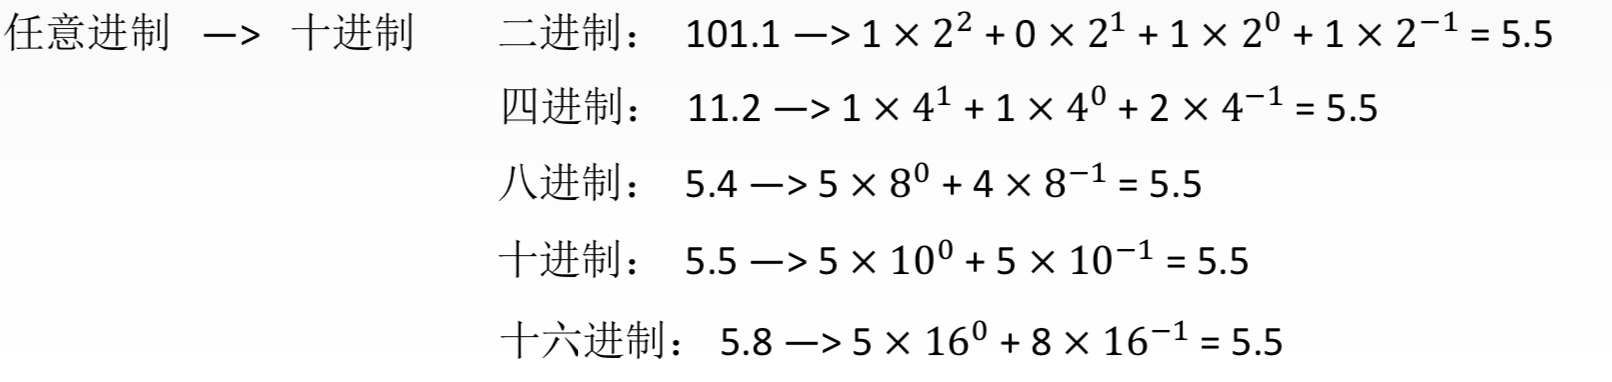 任意进制 —> 十进制 二进制： 101.1 —> 1 × 2² + 0 × 2¹ + 1 × 2⁰ + 1 × 2⁻¹ = 5.5
四进制： 11.2 —> 1 × 4¹ + 1 × 4⁰ + 2 × 4⁻¹ = 5.5
八进制： 5.4 —> 5 × 8⁰ + 4 × 8⁻¹ = 5.5
十进制： 5.5 —> 5 × 10⁰ + 5 × 10⁻¹ = 5.5
十六进制： 5.8 —> 5 × 16⁰ + 8 × 16⁻¹ = 5.5